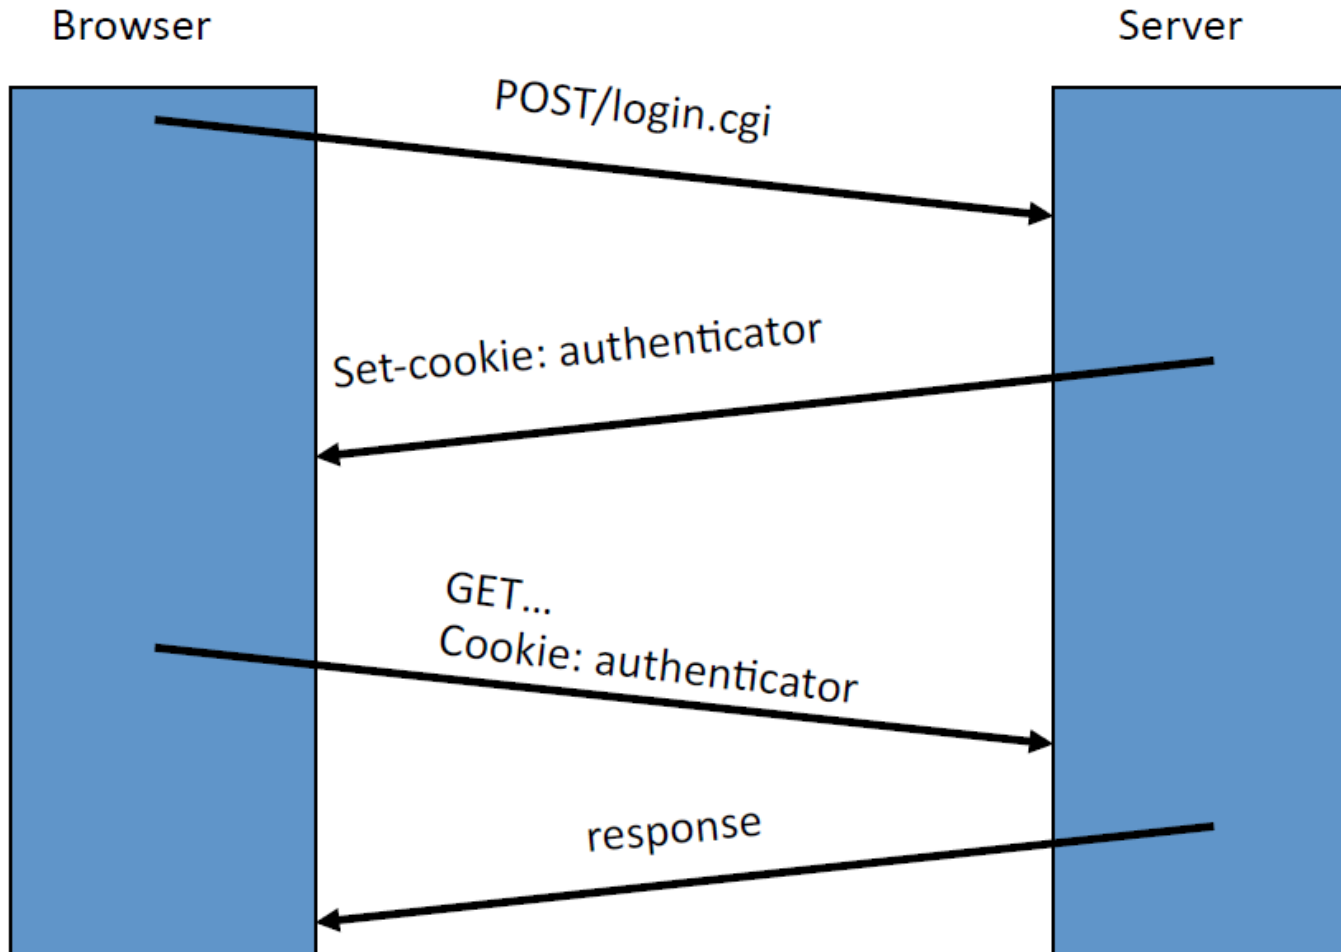 Browser
Server
POST/login.cgi
Set-cookie: authenticator
GET...
Cookie: authenticator
response